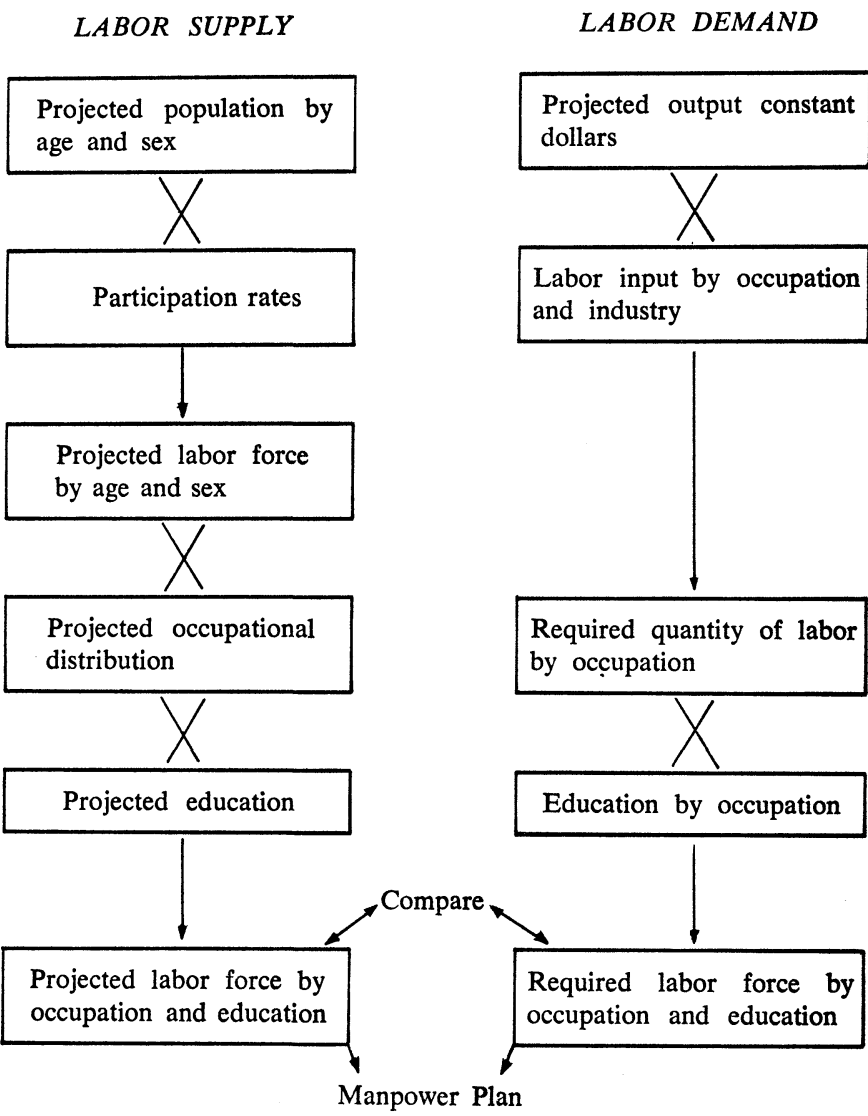 LABOR SUPPLY
Projected population by
age and sex
Participation rates
Projected labor force
by age and sex
Projected occupational
distribution
Projected education
Projected labor force by
occupation and education
LABOR DEMAND
Projected output constant
dollars
Labor input by occupation
and industry
Required quantity of labor
by occupation
Education by occupation
Required labor force by
occupation and education
Compare
Manpower Plan